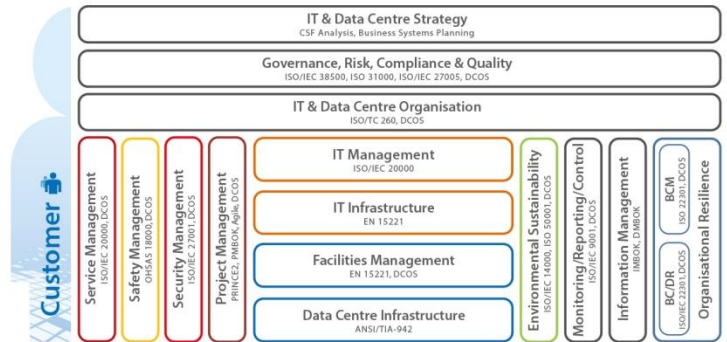 IT & Data Centre Strategy
CSF Analysis, Business Systems Planning
Governance, Risk, Compliance & Quality
ISO/IEC 38500, ISO 31000, ISO/IEC 27005, DCOS
IT & Data Centre Organisation
ISO/TC 260, DCOS
Customer
Service Management
ISO/IEC 20000, DCOS
Safety Management
OHSAS 18000, DCOS
Security Management
ISO/IEC 27001, DCOS
Project Management
PRINCE2, PMBOK, Agile, DCOS
IT Management
ISO/IEC 20000
IT Infrastructure
EN 15221
Facilities Management
EN 15221, DCOS
Data Centre Infrastructure
ANSI/TIA-942
Environmental Sustainability
ISO/IEC 14000, ISO 50001, DCOS
Monitoring/Reporting/Control
ISO/IEC 9001, DCOS
Information Management
IMBOK, DMBOK
BCM
ISO 22301, DCOS
BC/DR
ISO/IEC 22301, DCOS
Organisational Resilience